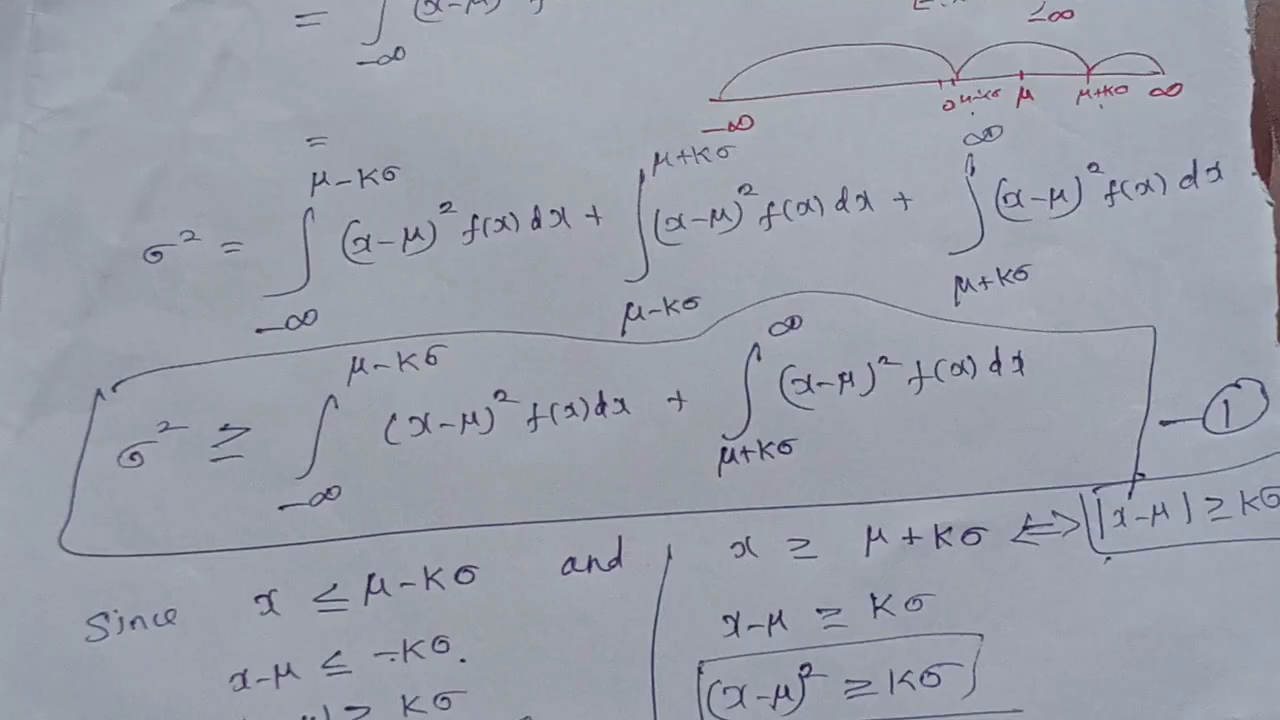 = ∫ -∞
≤∞
-∞ μ-kσ μ μ+kσ ∞
=
σ² = ∫_{-∞}^{μ-kσ} (x-μ)² f(x) dx + ∫_{μ-kσ}^{μ+kσ} (x-μ)² f(x) dx + ∫_{μ+kσ}^{∞} (x-μ)² f(x) dx
σ² ≥ ∫_{-∞}^{μ-kσ} (x-μ)² f(x) dx + ∫_{μ+kσ}^{∞} (x-μ)² f(x) dx — ①
Since x ≤ μ-kσ and x ≥ μ+kσ ⇔ |x-μ| ≥ kσ
x-μ ≤ -kσ. x-μ ≥ kσ
≥ kσ (x-μ)² ≥ kσ